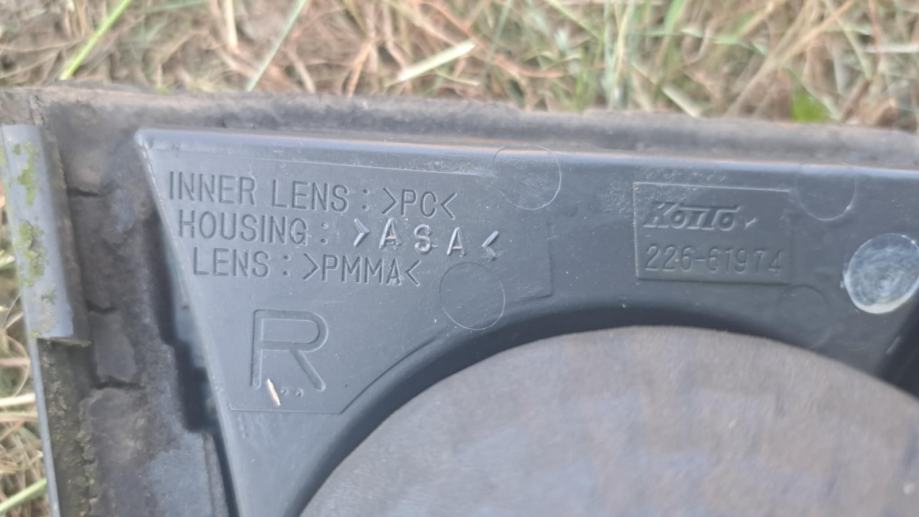 INNER LENS : >PC<
HOUSING : >ASA<
LENS : >PMMA<
R
KOITO
226-61974